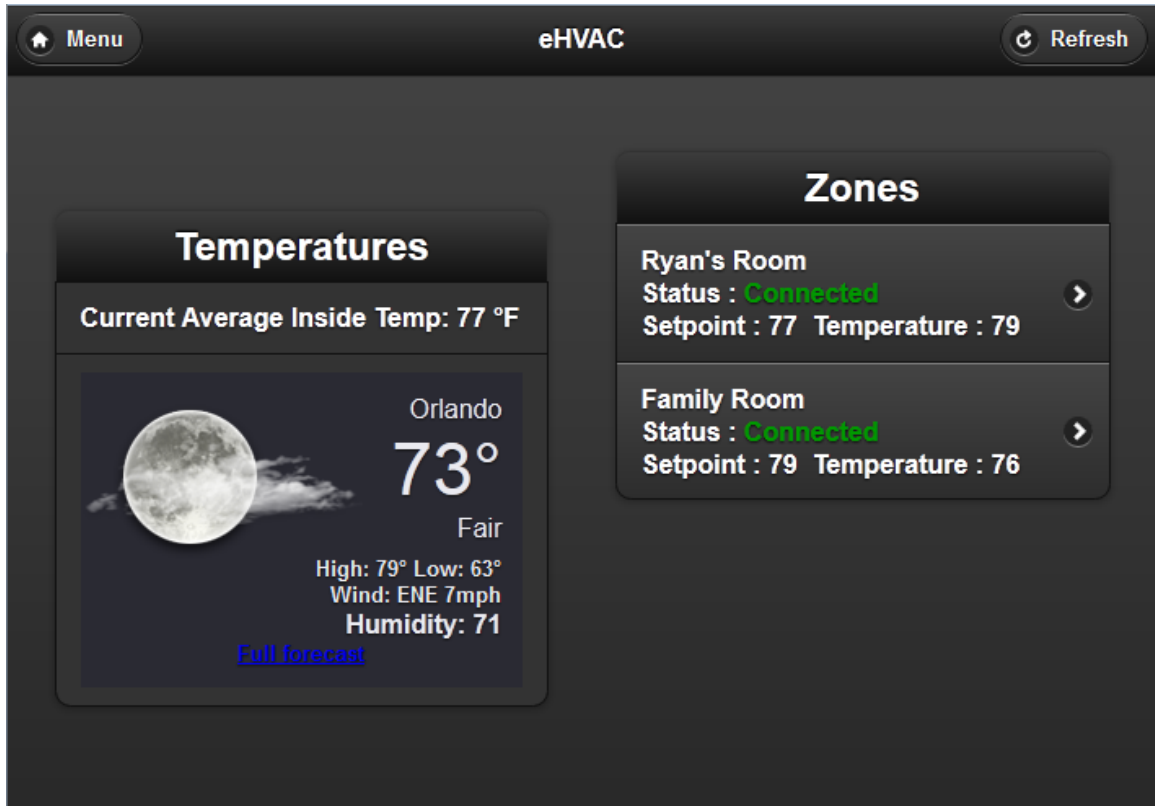 Menu
eHVAC
Refresh
Temperatures
Current Average Inside Temp: 77 °F
Orlando
73°
Fair
High: 79° Low: 63°
Wind: ENE 7mph
Humidity: 71
Full forecast
Zones
Ryan's Room
Status : Connected
Setpoint : 77 Temperature : 79
Family Room
Status : Connected
Setpoint : 79 Temperature : 76